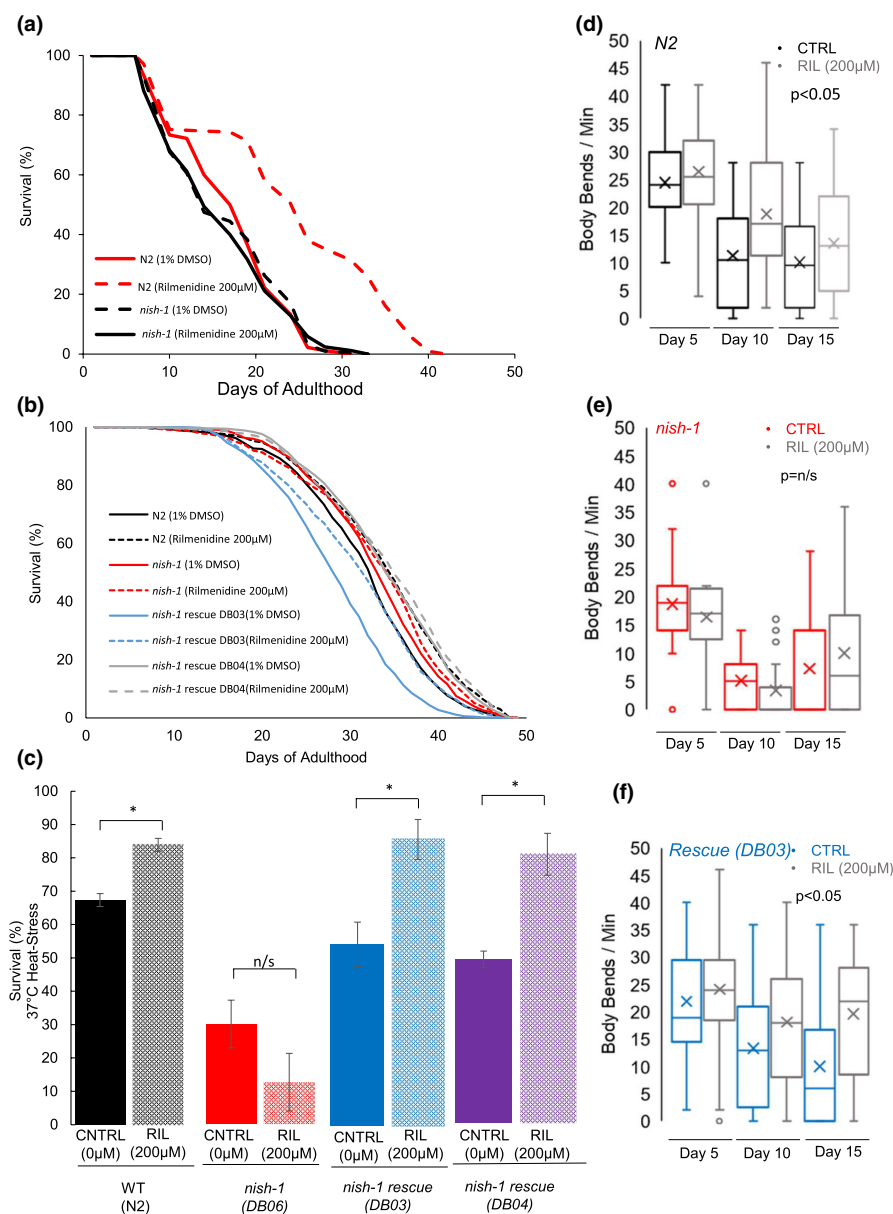 (a)
Survival (%)
100
80
60
40
20
0
N2 (1% DMSO)
N2 (Rilmenidine 200µM)
nish-1 (1% DMSO)
nish-1 (Rilmenidine 200µM)
0 10 20 30 40 50
Days of Adulthood
(b)
Survival (%)
100
80
60
40
20
0
N2 (1% DMSO)
N2 (Rilmenidine 200µM)
nish-1 (1% DMSO)
nish-1 (Rilmenidine 200µM)
nish-1 rescue DB03(1% DMSO)
nish-1 rescue DB03(Rilmenidine 200µM)
nish-1 rescue DB04(1% DMSO)
nish-1 rescue DB04(Rilmenidine 200µM)
0 10 20 30 40 50
Days of Adulthood
(c)
Survival (%)
37°C Heat-Stress
100
90
80
70
60
50
40
30
20
10
0
*
n/s
*
*
CNTRL RIL CNTRL RIL CNTRL RIL CNTRL RIL
(0µM) (200µM) (0µM) (200µM) (0µM) (200µM) (0µM) (200µM)
WT nish-1 nish-1 rescue nish-1 rescue
(N2) (DB06) (DB03) (DB04)
(d)
Body Bends / Min
50
45
40
35
30
25
20
15
10
5
0
N2
CTRL
RIL (200µM)
p<0.05
Day 5 Day 10 Day 15
(e)
Body Bends / Min
50
45
40
35
30
25
20
15
10
5
0
nish-1
CTRL
RIL (200µM)
p=n/s
Day 5 Day 10 Day 15
(f)
Body Bends / Min
50
45
40
35
30
25
20
15
10
5
0
Rescue (DB03)
CTRL
RIL (200µM)
p<0.05
Day 5 Day 10 Day 15